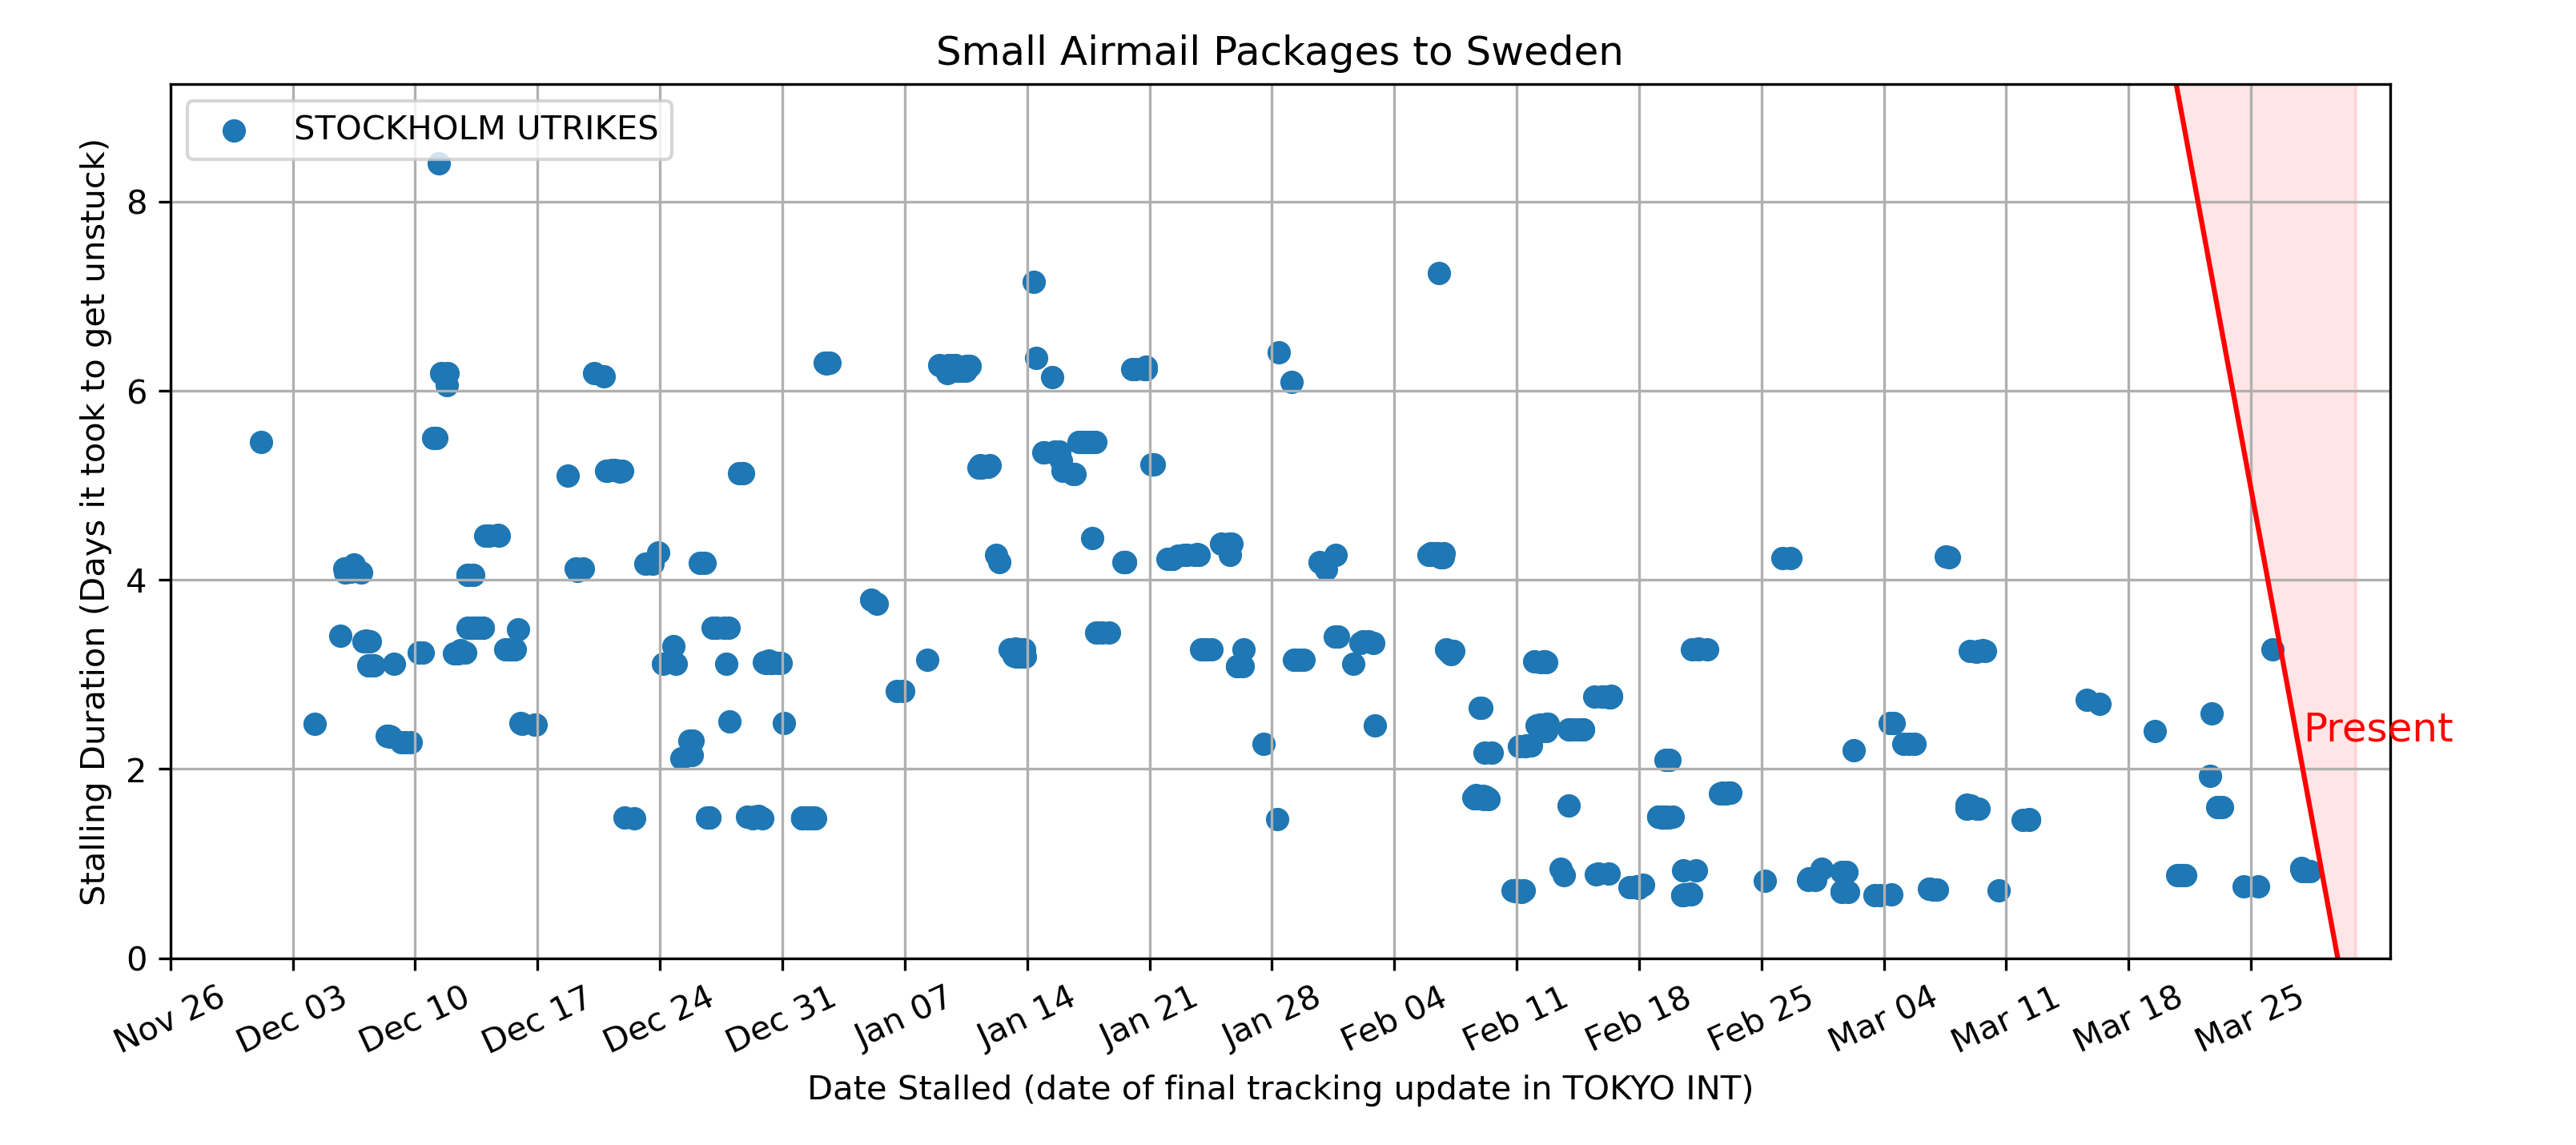 Small Airmail Packages to Sweden
STOCKHOLM UTRIKES
Stalling Duration (Days it took to get unstuck)
8
6
4
2
0
Present
Nov 26
Dec 03
Dec 10
Dec 17
Dec 24
Dec 31
Jan 07
Jan 14
Jan 21
Jan 28
Feb 04
Feb 11
Feb 18
Feb 25
Mar 04
Mar 11
Mar 18
Mar 25
Date Stalled (date of final tracking update in TOKYO INT)